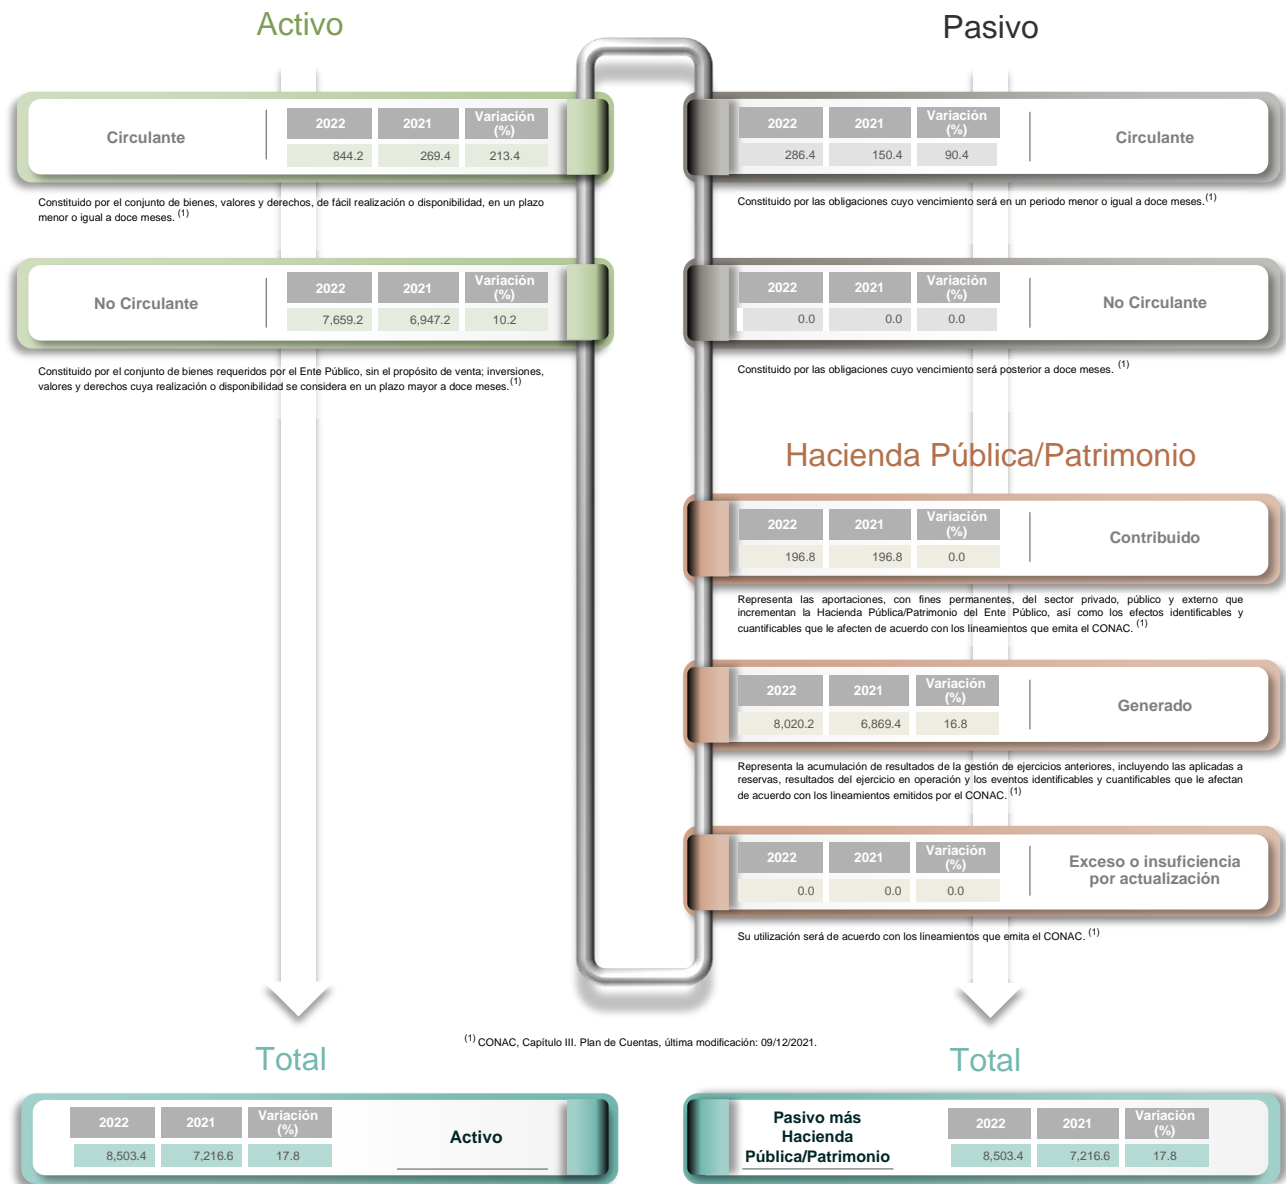 Activo
Circulante
2022 2021 Variación (%)
844.2 269.4 213.4
Constituido por el conjunto de bienes, valores y derechos, de fácil realización o disponibilidad, en un plazo
menor o igual a doce meses. (1)
No Circulante
2022 2021 Variación (%)
7,659.2 6,947.2 10.2
Constituido por el conjunto de bienes requeridos por el Ente Público, sin el propósito de venta; inversiones,
valores y derechos cuya realización o disponibilidad se considera en un plazo mayor a doce meses. (1)
Pasivo
2022 2021 Variación (%)
286.4 150.4 90.4
Circulante
Constituido por las obligaciones cuyo vencimiento será en un periodo menor o igual a doce meses. (1)
2022 2021 Variación (%)
0.0 0.0 0.0
No Circulante
Constituido por las obligaciones cuyo vencimiento será posterior a doce meses. (1)
Hacienda Pública/Patrimonio
2022 2021 Variación (%)
196.8 196.8 0.0
Contribuido
Representa las aportaciones, con fines permanentes, del sector privado, público y externo que
incrementan la Hacienda Pública/Patrimonio del Ente Público, así como los efectos identificables y
cuantificables que le afecten de acuerdo con los lineamientos que emita el CONAC. (1)
2022 2021 Variación (%)
8,020.2 6,869.4 16.8
Generado
Representa la acumulación de resultados de la gestión de ejercicios anteriores, incluyendo las aplicadas a
reservas, resultados del ejercicio en operación y los eventos identificables y cuantificables que le afectan
de acuerdo con los lineamientos emitidos por el CONAC. (1)
2022 2021 Variación (%)
0.0 0.0 0.0
Exceso o insuficiencia
por actualización
Su utilización será de acuerdo con los lineamientos que emita el CONAC. (1)
(1) CONAC, Capítulo III. Plan de Cuentas, última modificación: 09/12/2021.
Total
2022 2021 Variación (%)
8,503.4 7,216.6 17.8
Activo
Total
Pasivo más
Hacienda
Pública/Patrimonio
2022 2021 Variación (%)
8,503.4 7,216.6 17.8